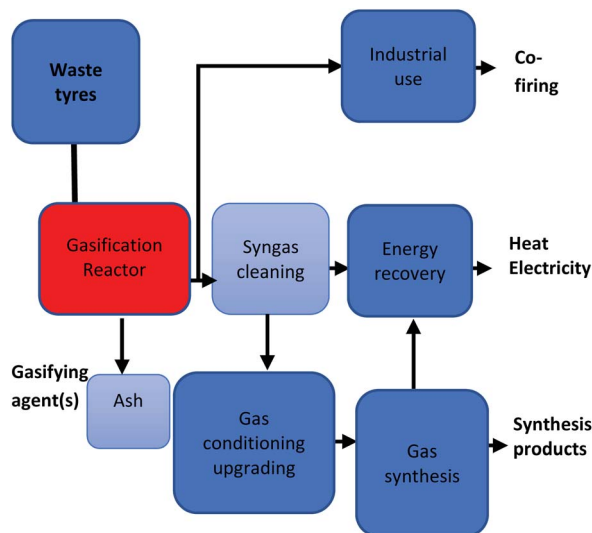 Waste
tyres
Industrial
use
Co-
firing
Gasification
Reactor
Syngas
cleaning
Energy
recovery
Heat
Electricity
Gasifying
agent(s)
Ash
Gas
conditioning
upgrading
Gas
synthesis
Synthesis
products